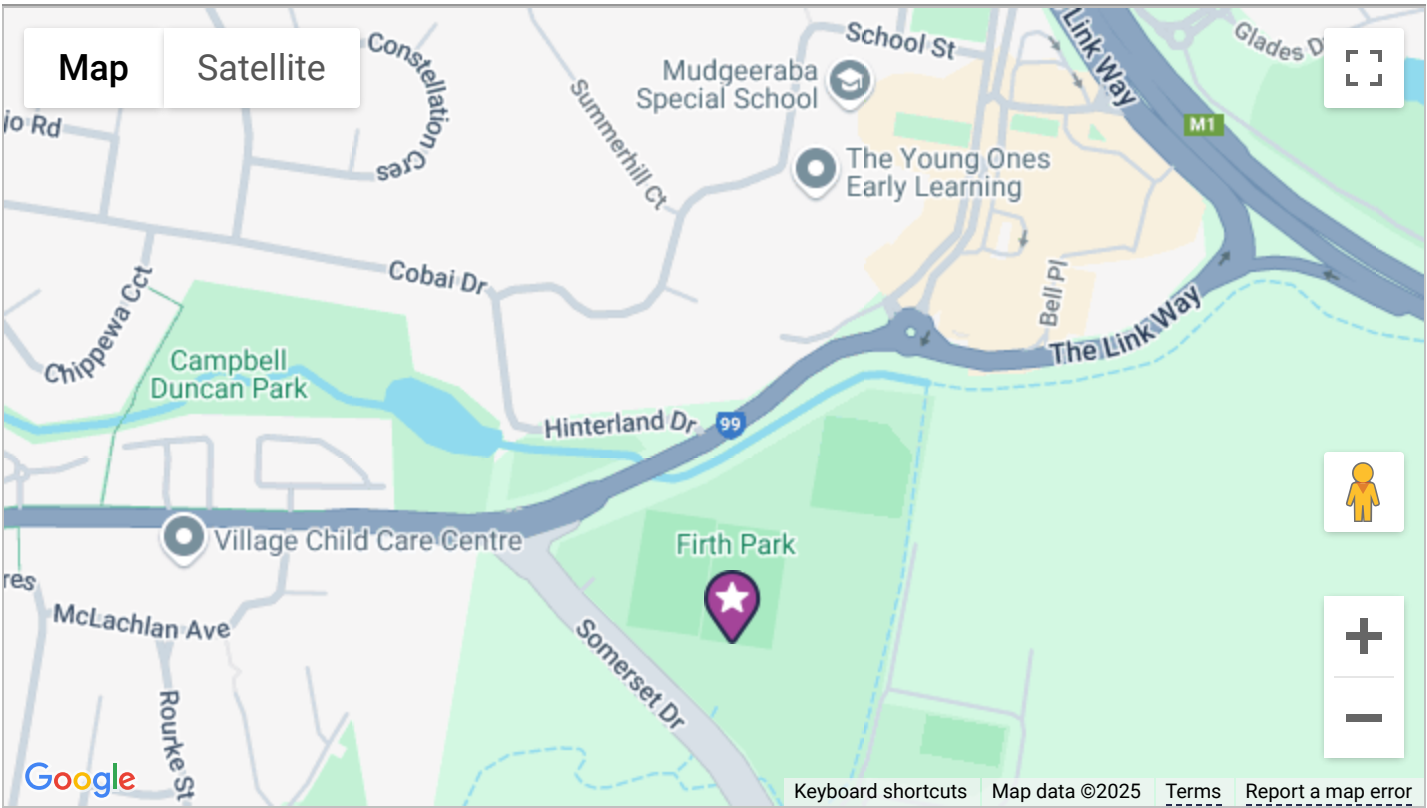 Map
Satellite
Constellation Cres
School St
Link Way
Glades D
Mudgeeraba
Special School
M1
jo Rd
Summerhill Ct
The Young Ones
Early Learning
Cobai Dr
Chippewa Cct
Bell Pl
The Link Way
Campbell
Duncan Park
Hinterland Dr
99
Village Child Care Centre
Firth Park
res
McLachlan Ave
Somerset Dr
Rourke St
Google
Keyboard shortcuts
Map data ©2025
Terms
Report a map error